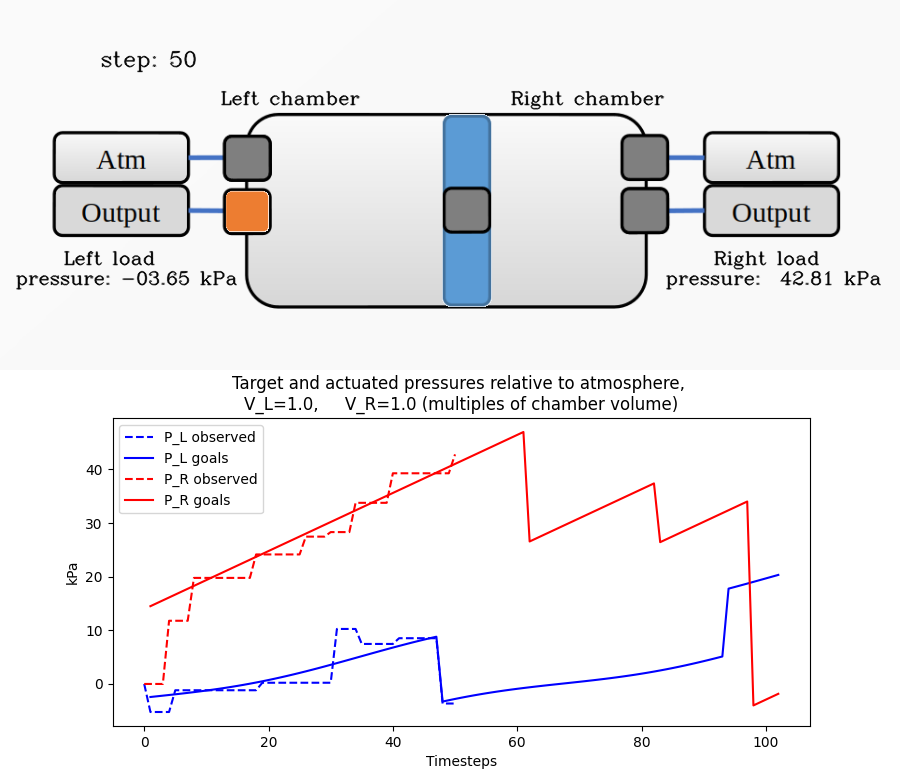 step: 50
Left chamber
Right chamber
Atm
Output
Left load
pressure: -03.65 kPa
Atm
Output
Right load
pressure: 42.81 kPa
Target and actuated pressures relative to atmosphere,
V_L=1.0, V_R=1.0 (multiples of chamber volume)
P_L observed
P_L goals
P_R observed
P_R goals
kPa
40
30
20
10
0
0 20 40 60 80 100
Timesteps